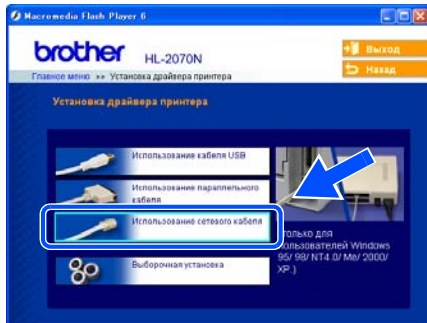 Macromedia Flash Player 6
brother
HL-2070N
Выход
Назад
Главное меню »» Установка драйвера принтера
Установка драйвера принтера
Использование кабеля USB
Использование параллельного
кабеля
Использование сетевого кабеля
Выборочная установка
только для
пользователей Windows
95/ 98/ NT4.0/ Me/ 2000/
XP.)